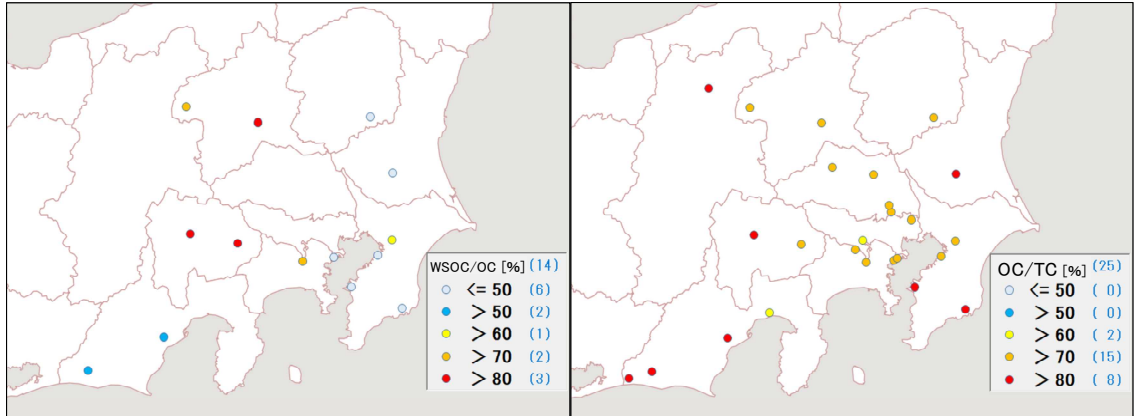 WSOC/OC [%] (14)
<= 50 (6)
> 50 (2)
> 60 (1)
> 70 (2)
> 80 (3)
OC/TC [%] (25)
<= 50 ( 0)
> 50 ( 0)
> 60 ( 2)
> 70 (15)
> 80 ( 8)